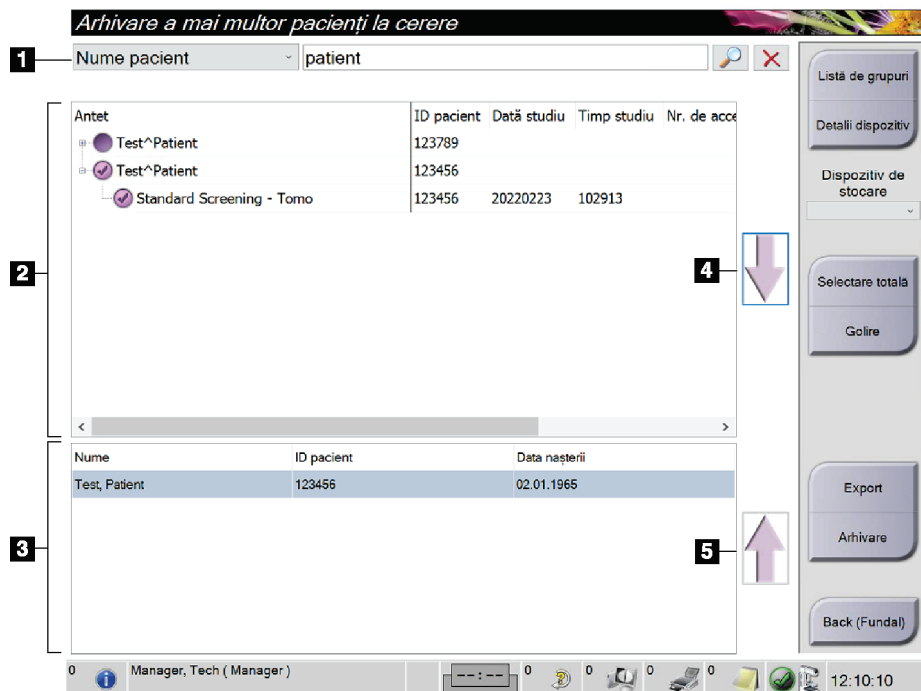 Arhivare a mai multor pacienți la cerere
1
Nume pacient
patient
Antet ID pacient Dată studiu Timp studiu Nr. de acce
Test^Patient 123789
Test^Patient 123456
Standard Screening - Tomo 123456 20220223 102913
2
4
Nume ID pacient Data nașterii
Test, Patient 123456 02.01.1965
3
5
Listă de grupuri
Detalii dispozitiv
Dispozitiv de
stocare
Selectare totală
Golire
Export
Arhivare
Back (Fundal)
0 Manager, Tech ( Manager ) --:-- 0 0 0 0 12:10:10